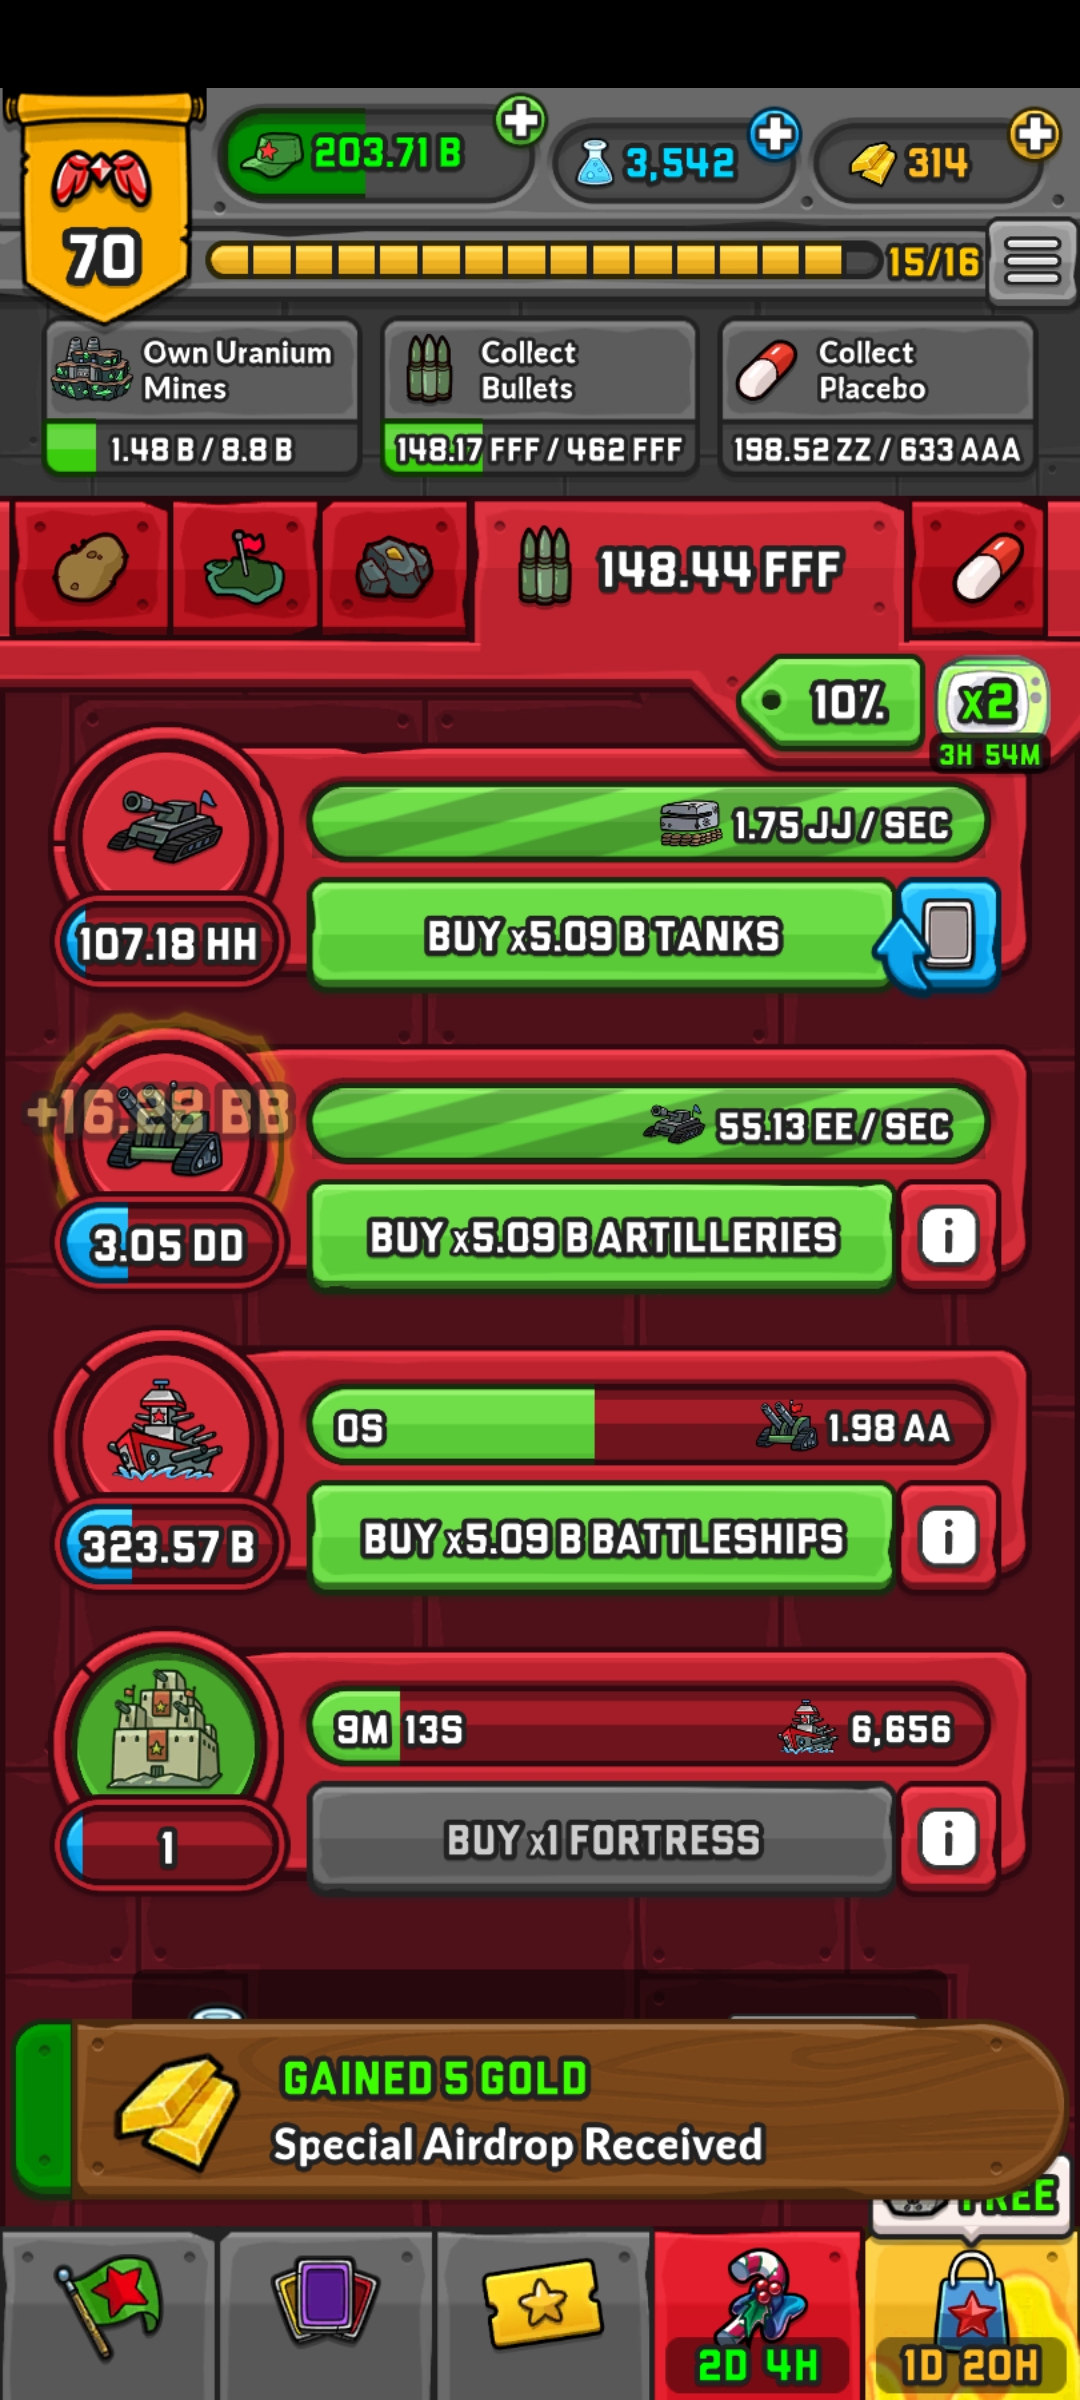 203.71 B
3,542
314
70
15/16
Own Uranium
Mines
1.48 B / 8.8 B
Collect
Bullets
148.17 FFF / 462 FFF
Collect
Placebo
198.52 ZZ / 633 AAA
148.44 FFF
10%
x2
3H 54M
1.75 JJ / SEC
107.18 HH
BUY x5.09 B TANKS
+16.28 BB
55.13 EE / SEC
3.05 DD
BUY x5.09 B ARTILLERIES
i
0S
1.98 AA
323.57 B
BUY x5.09 B BATTLESHIPS
i
9M 13S
6,656
1
BUY x1 FORTRESS
i
GAINED 5 GOLD
Special Airdrop Received
FREE
2D 4H
1D 20H